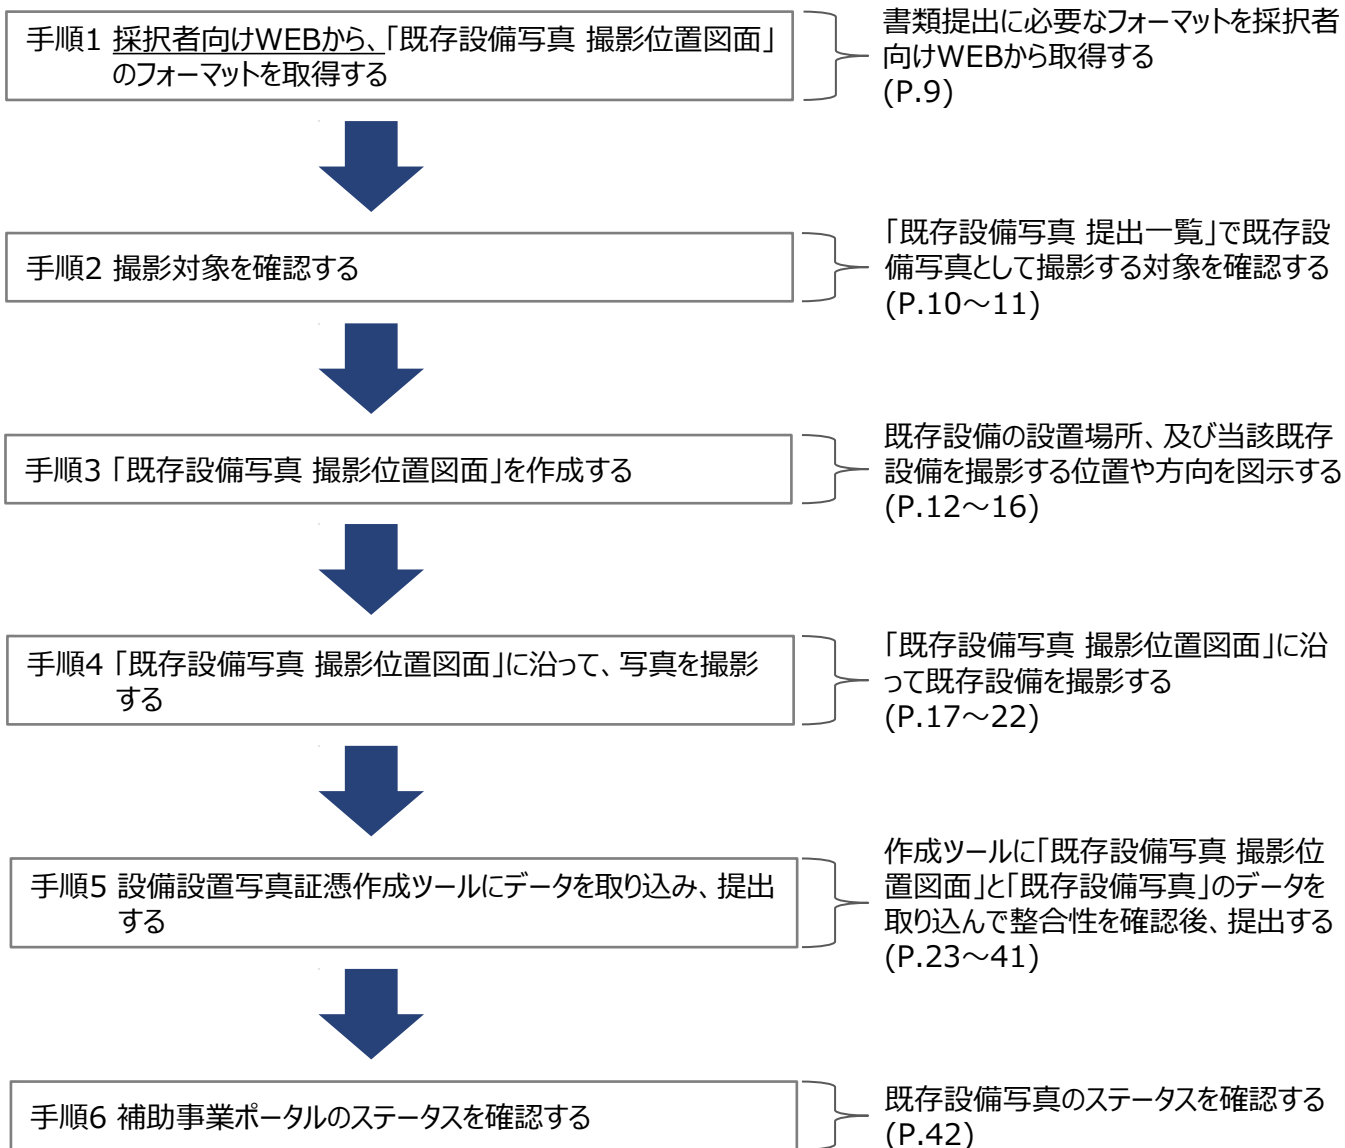 手順1 採択者向けWEBから、「既存設備写真 撮影位置図面」
のフォーマットを取得する
書類提出に必要なフォーマットを採択者
向けWEBから取得する
(P.9)
手順2 撮影対象を確認する
「既存設備写真 提出一覧」で既存設
備写真として撮影する対象を確認する
(P.10～11)
手順3 「既存設備写真 撮影位置図面」を作成する
既存設備の設置場所、及び当該既存
設備を撮影する位置や方向を図示する
(P.12～16)
手順4 「既存設備写真 撮影位置図面」に沿って、写真を撮影
する
「既存設備写真 撮影位置図面」に沿
って既存設備を撮影する
(P.17～22)
手順5 設備設置写真証憑作成ツールにデータを取り込み、提出
する
作成ツールに「既存設備写真 撮影位
置図面」と「既存設備写真」のデータを
取り込んで整合性を確認後、提出する
(P.23～41)
手順6 補助事業ポータルのステータスを確認する
既存設備写真のステータスを確認する
(P.42)